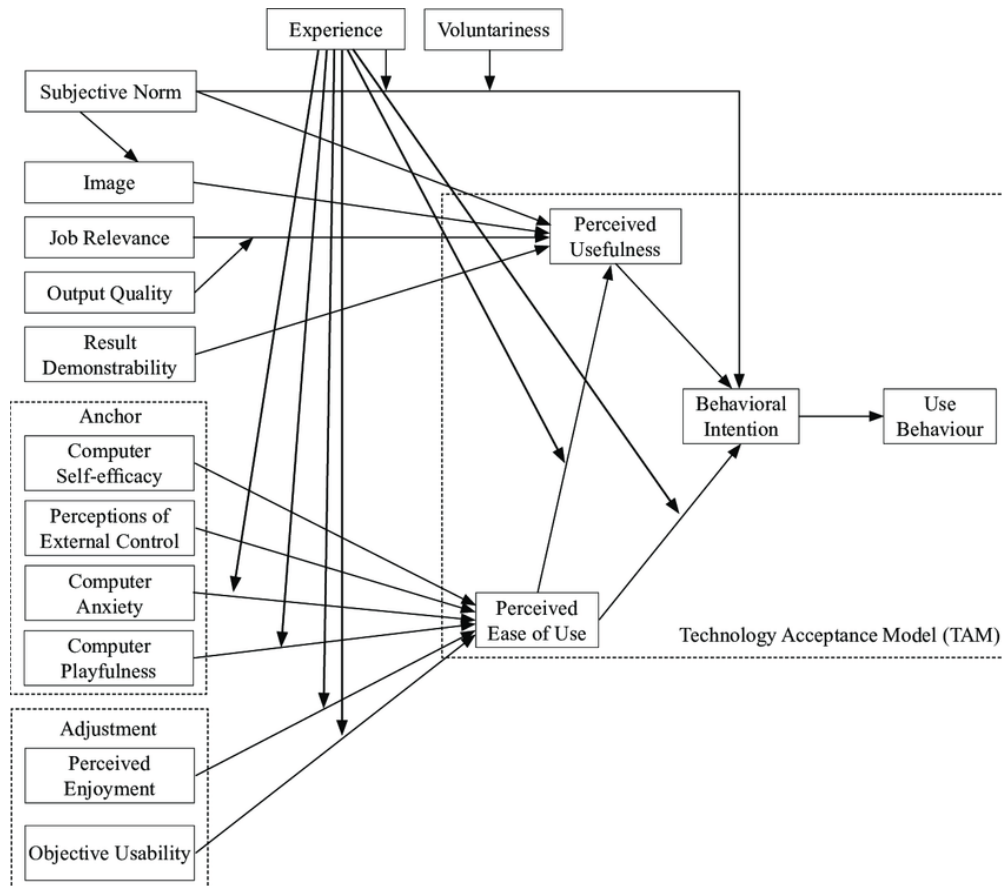 Experience
Voluntariness
Subjective Norm
Image
Job Relevance
Output Quality
Result
Demonstrability
Perceived
Usefulness
Behavioral
Intention
Use
Behaviour
Anchor
Computer
Self-efficacy
Perceptions of
External Control
Computer
Anxiety
Computer
Playfulness
Perceived
Ease of Use
Technology Acceptance Model (TAM)
Adjustment
Perceived
Enjoyment
Objective Usability